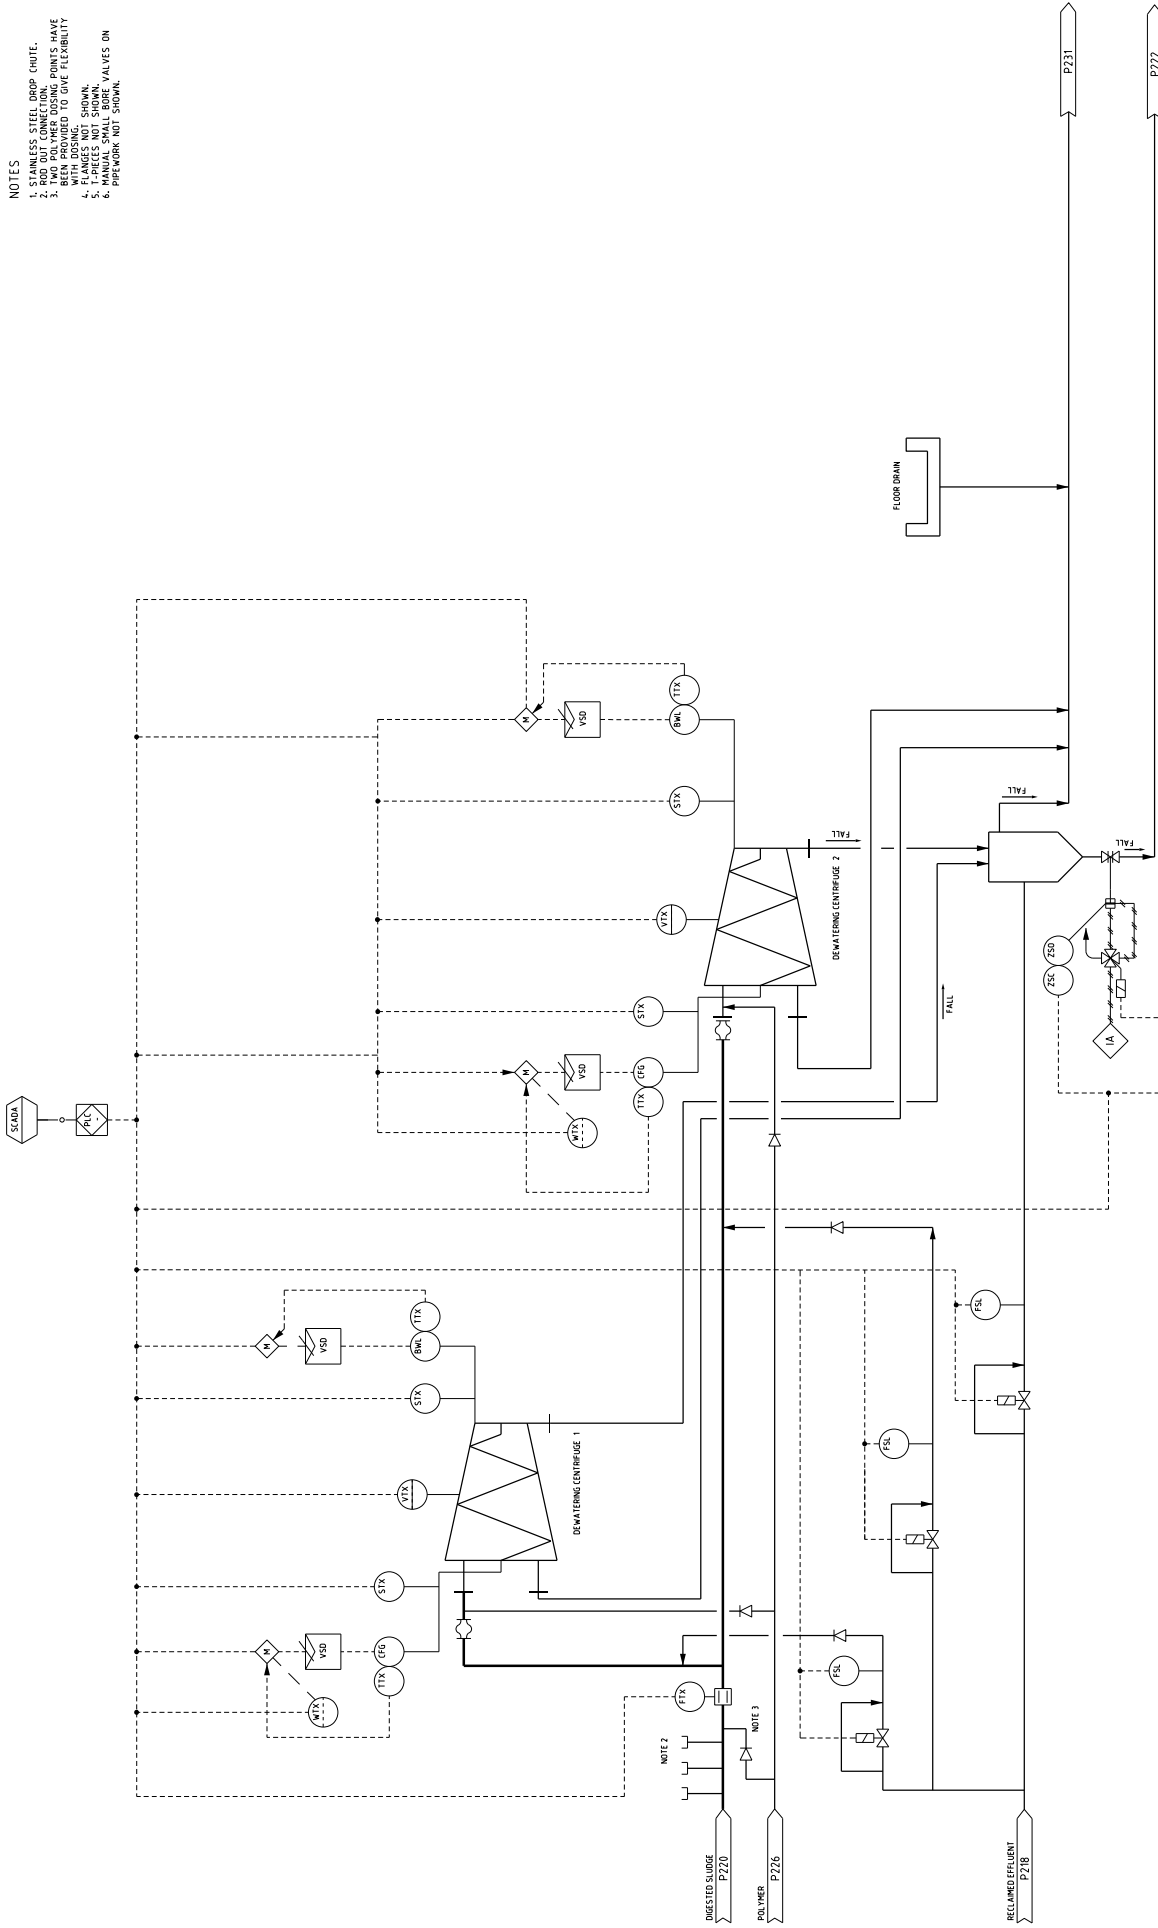 NOTES
1. STAINLESS STEEL DROP CHUTE.
2. ROD OUT CONNECTION.
3. TWO POLYMER DOSING POINTS HAVE
BEEN PROVIDED TO GIVE FLEXIBILITY
WITH DOSING.
4. FLANGES NOT SHOWN.
5. T-PIECES NOT SHOWN.
6. MANUAL SMALL BORE VALVES ON
PIPEWORK NOT SHOWN.
SCADA
PLC
M
VSD
WTX
TTX
CFG
STX
VTX
STX
M
VSD
BWL
TTX
DEWATERING CENTRIFUGE 1
M
VSD
WTX
TTX
CFG
STX
VTX
STX
M
VSD
BWL
TTX
DEWATERING CENTRIFUGE 2
FALL
FALL
FALL
FALL
FLOOR DRAIN
P231
P222
ZSC
ZSO
IA
FTX
NOTE 2
NOTE 3
FSL
FSL
FSL
DIGESTED SLUDGE
P220
POLYMER
P226
RECLAIMED EFFLUENT
P218